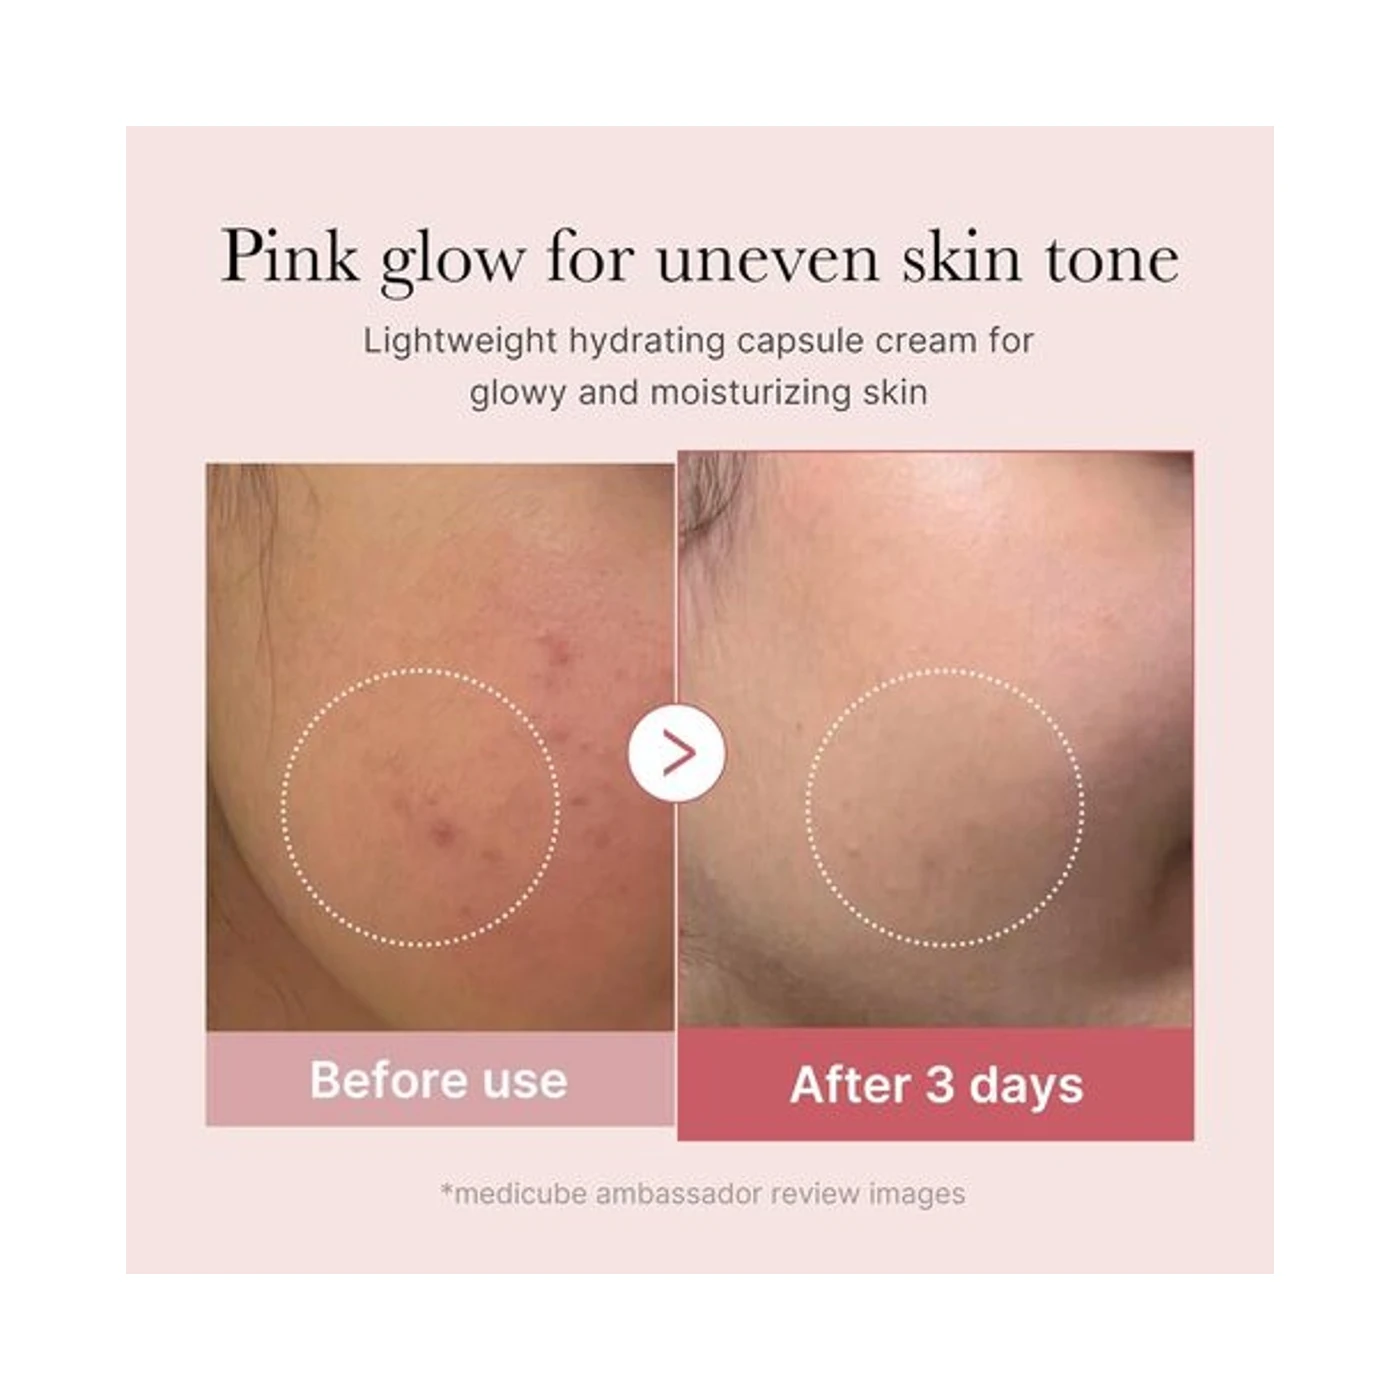 Pink glow for uneven skin tone
Lightweight hydrating capsule cream for
glowy and moisturizing skin
Before use
After 3 days
*medicube ambassador review images